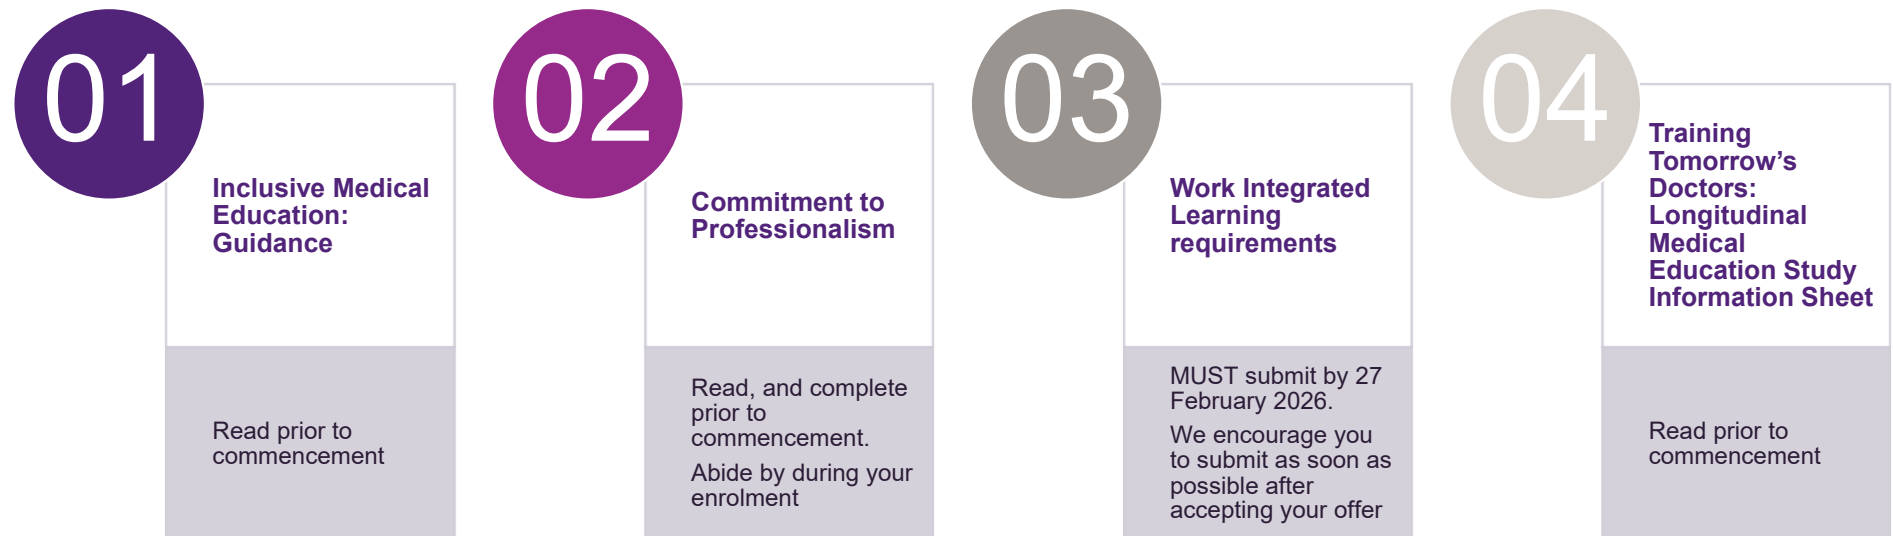 01
Inclusive Medical
Education:
Guidance
Read prior to
commencement
02
Commitment to
Professionalism
Read, and complete
prior to
commencement.
Abide by during your
enrolment
03
Work Integrated
Learning
requirements
MUST submit by 27
February 2026.
We encourage you
to submit as soon as
possible after
accepting your offer
04
Training
Tomorrow’s
Doctors:
Longitudinal
Medical
Education Study
Information Sheet
Read prior to
commencement